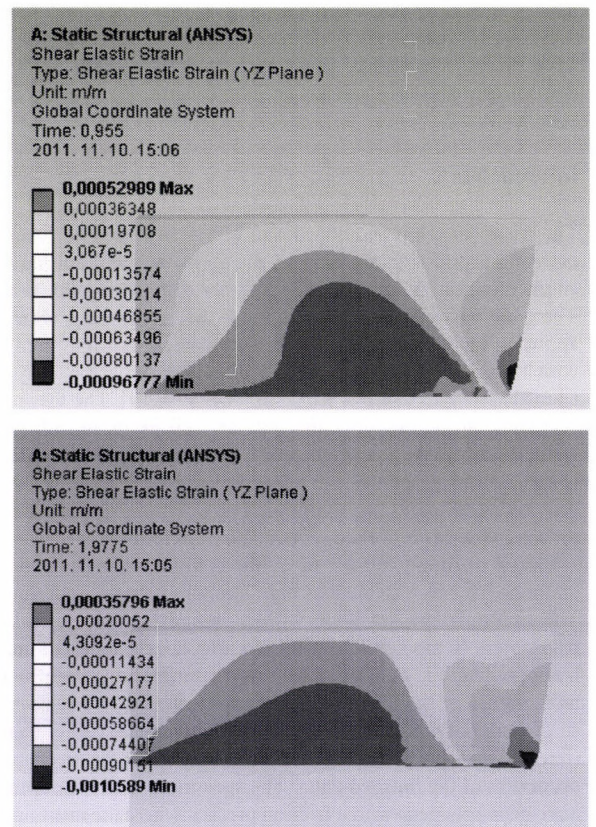 A: Static Structural (ANSYS)
Shear Elastic Strain
Type: Shear Elastic Strain ( YZ Plane )
Unit: m/m
Global Coordinate System
Time: 0,955
2011. 11. 10. 15:06
0,00052989 Max
0,00036348
0,00019708
3,067e-5
-0,00013574
-0,00030214
-0,00046855
-0,00063496
-0,00080137
-0,00096777 Min
A: Static Structural (ANSYS)
Shear Elastic Strain
Type: Shear Elastic Strain ( YZ Plane )
Unit: m/m
Global Coordinate System
Time: 1,9775
2011. 11. 10. 15:05
0,00035796 Max
0,00020052
4,3092e-5
-0,00011434
-0,00027177
-0,00042921
-0,00058664
-0,00074407
-0,00090151
-0,0010589 Min